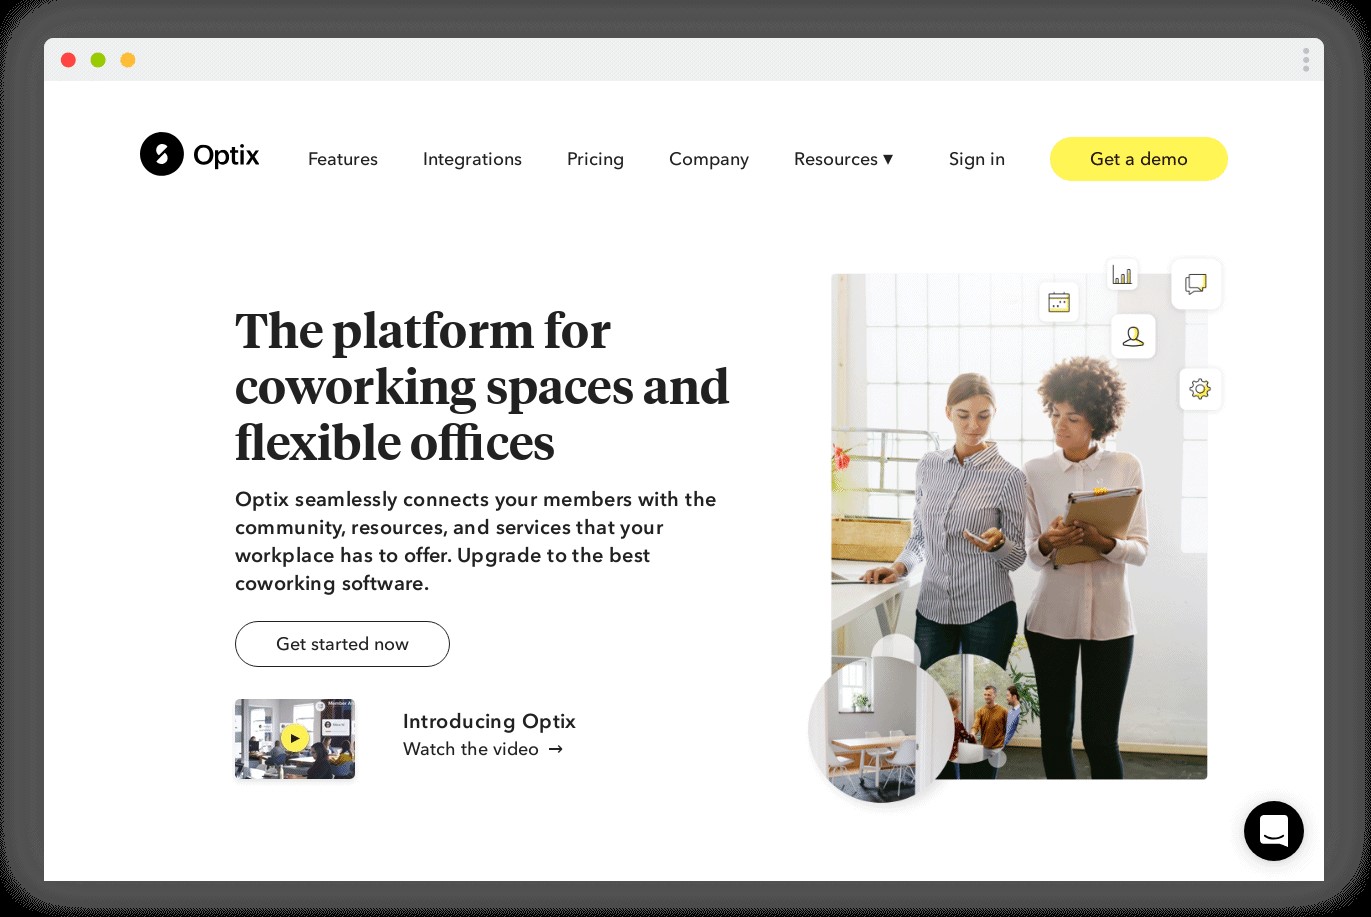 Optix
Features Integrations Pricing Company Resources ▾ Sign in Get a demo
The platform for
coworking spaces and
flexible offices
Optix seamlessly connects your members with the
community, resources, and services that your
workplace has to offer. Upgrade to the best
coworking software.
Get started now
Introducing Optix
Watch the video →